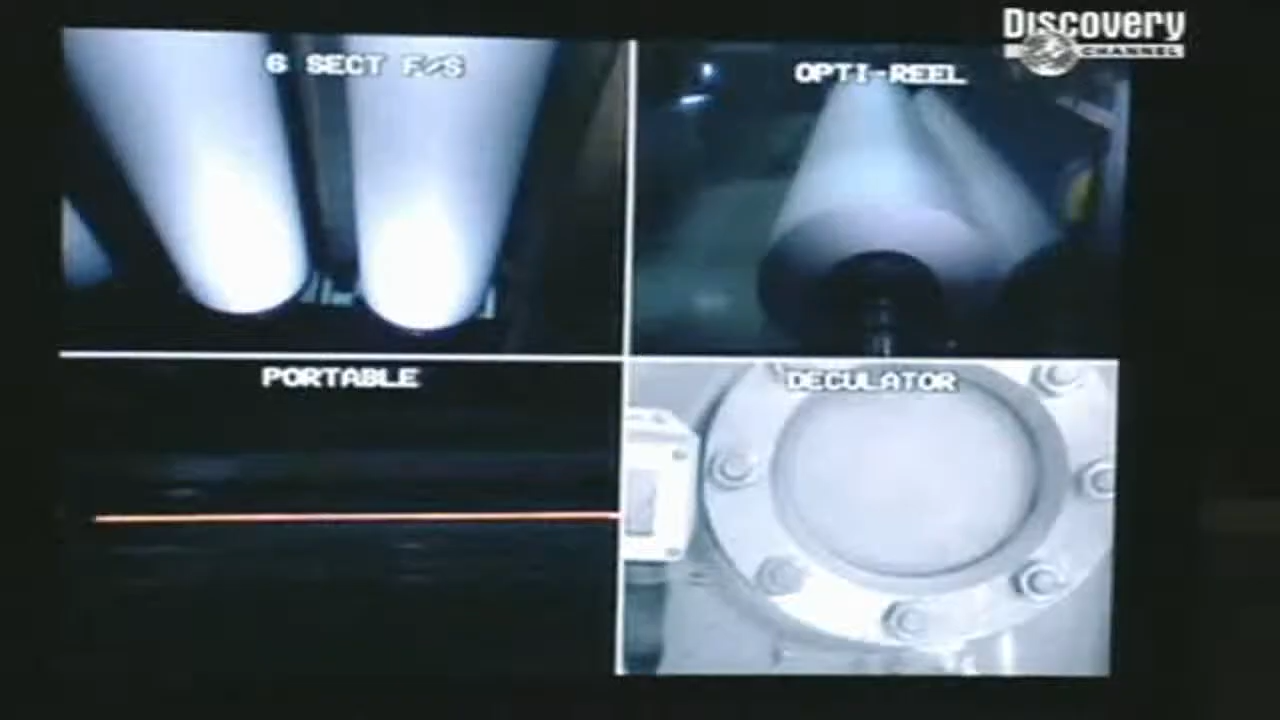 Discovery
CHANNEL
6 SECT F/S
OPTI-REEL
PORTABLE
DECULATOR